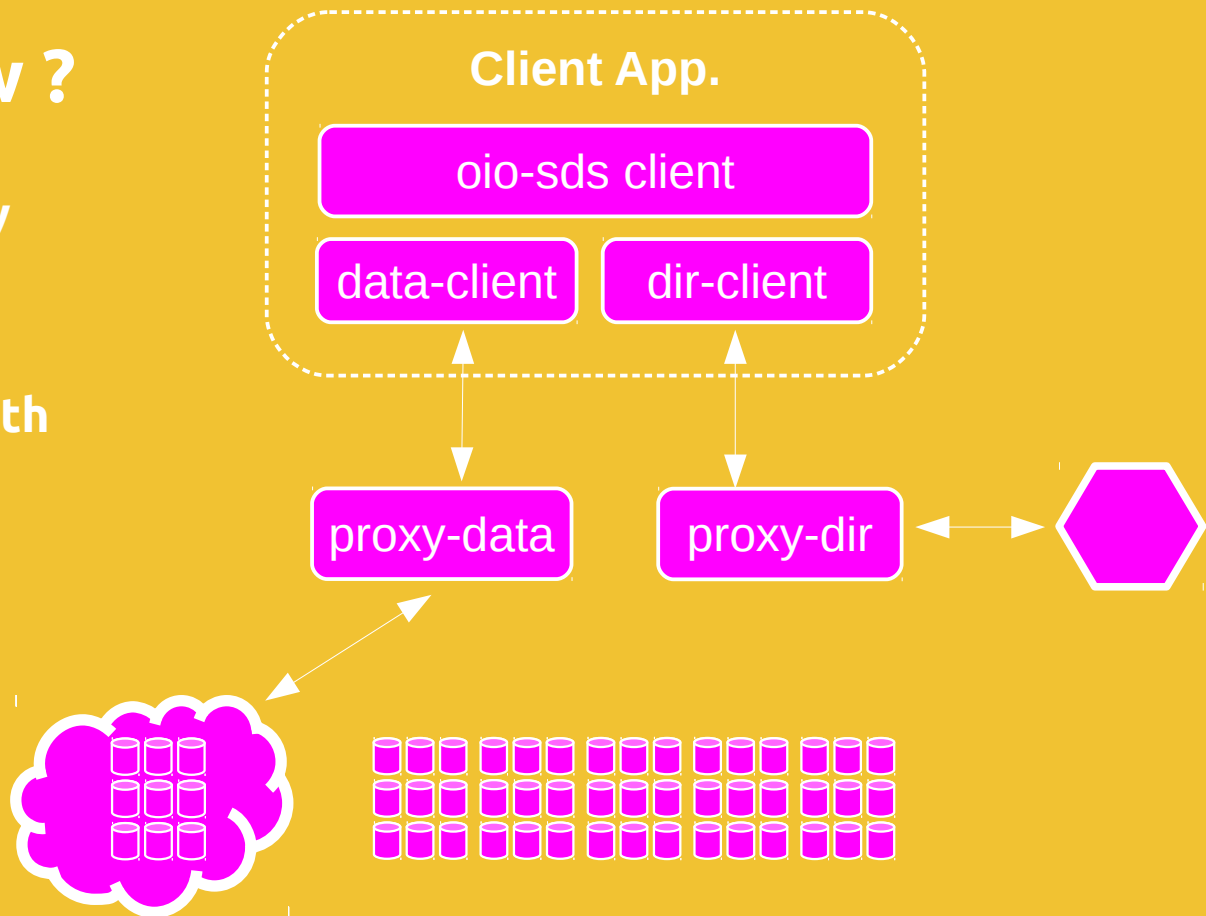 w ?
Client App.
oio-sds client
y
data-client
dir-client
th
proxy-data
proxy-dir